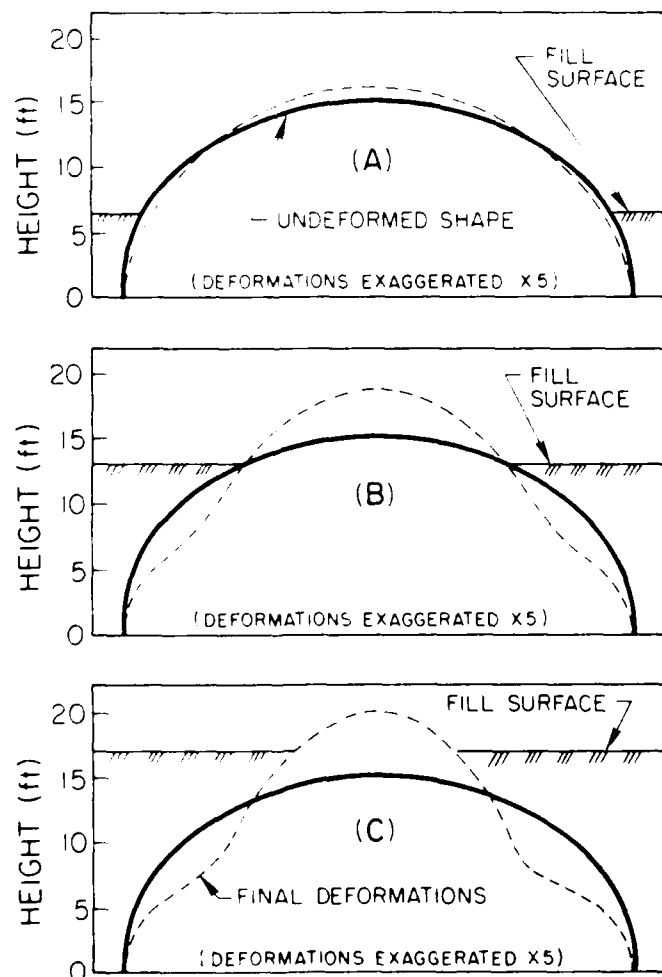 20
15
10
5
0
HEIGHT (ft)
FILL
SURFACE
(A)
UNDEFORMED SHAPE
(DEFORMATIONS EXAGGERATED X5)
20
15
10
5
0
HEIGHT (ft)
FILL
SURFACE
(B)
(DEFORMATIONS EXAGGERATED X5)
20
15
10
5
0
HEIGHT (ft)
FILL SURFACE
(C)
FINAL DEFORMATIONS
(DEFORMATIONS EXAGGERATED X5)